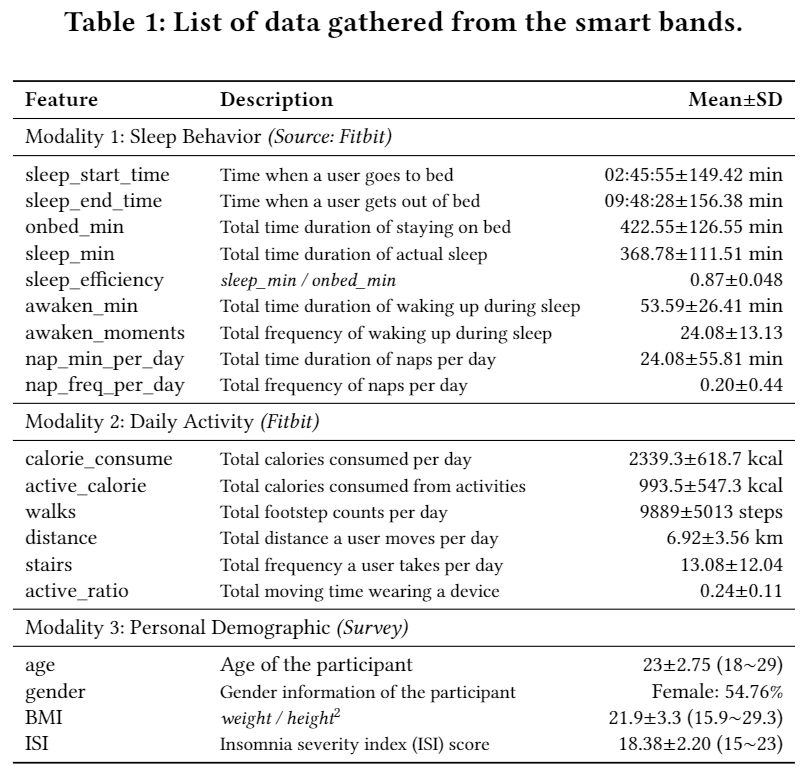 Table 1: List of data gathered from the smart bands.
Feature Description Mean±SD
Modality 1: Sleep Behavior (Source: Fitbit)
sleep_start_time Time when a user goes to bed 02:45:55±149.42 min
sleep_end_time Time when a user gets out of bed 09:48:28±156.38 min
onbed_min Total time duration of staying on bed 422.55±126.55 min
sleep_min Total time duration of actual sleep 368.78±111.51 min
sleep_efficiency sleep_min / onbed_min 0.87±0.048
awaken_min Total time duration of waking up during sleep 53.59±26.41 min
awaken_moments Total frequency of waking up during sleep 24.08±13.13
nap_min_per_day Total time duration of naps per day 24.08±55.81 min
nap_freq_per_day Total frequency of naps per day 0.20±0.44
Modality 2: Daily Activity (Fitbit)
calorie_consume Total calories consumed per day 2339.3±618.7 kcal
active_calorie Total calories consumed from activities 993.5±547.3 kcal
walks Total footstep counts per day 9889±5013 steps
distance Total distance a user moves per day 6.92±3.56 km
stairs Total frequency a user takes per day 13.08±12.04
active_ratio Total moving time wearing a device 0.24±0.11
Modality 3: Personal Demographic (Survey)
age Age of the participant 23±2.75 (18~29)
gender Gender information of the participant Female: 54.76%
BMI weight / height² 21.9±3.3 (15.9~29.3)
ISI Insomnia severity index (ISI) score 18.38±2.20 (15~23)